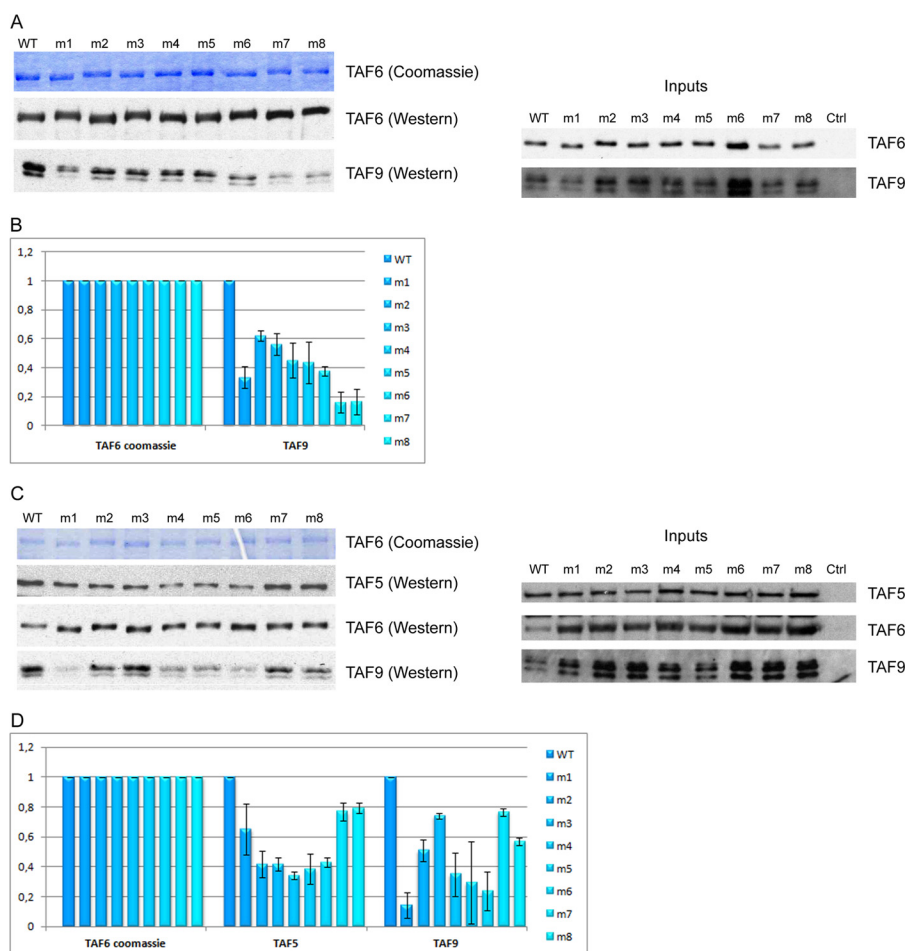 A
WT m1 m2 m3 m4 m5 m6 m7 m8
TAF6 (Coomassie)
TAF6 (Western)
TAF9 (Western)
Inputs
WT m1 m2 m3 m4 m5 m6 m7 m8 Ctrl
TAF6
TAF9
B
1,2
1
0,8
0,6
0,4
0,2
0
TAF6 coomassie TAF9
WT
m1
m2
m3
m4
m5
m6
m7
m8
C
WT m1 m2 m3 m4 m5 m6 m7 m8
TAF6 (Coomassie)
TAF5 (Western)
TAF6 (Western)
TAF9 (Western)
Inputs
WT m1 m2 m3 m4 m5 m6 m7 m8 Ctrl
TAF5
TAF6
TAF9
D
1,2
1
0,8
0,6
0,4
0,2
0
TAF6 coomassie TAF5 TAF9
WT
m1
m2
m3
m4
m5
m6
m7
m8